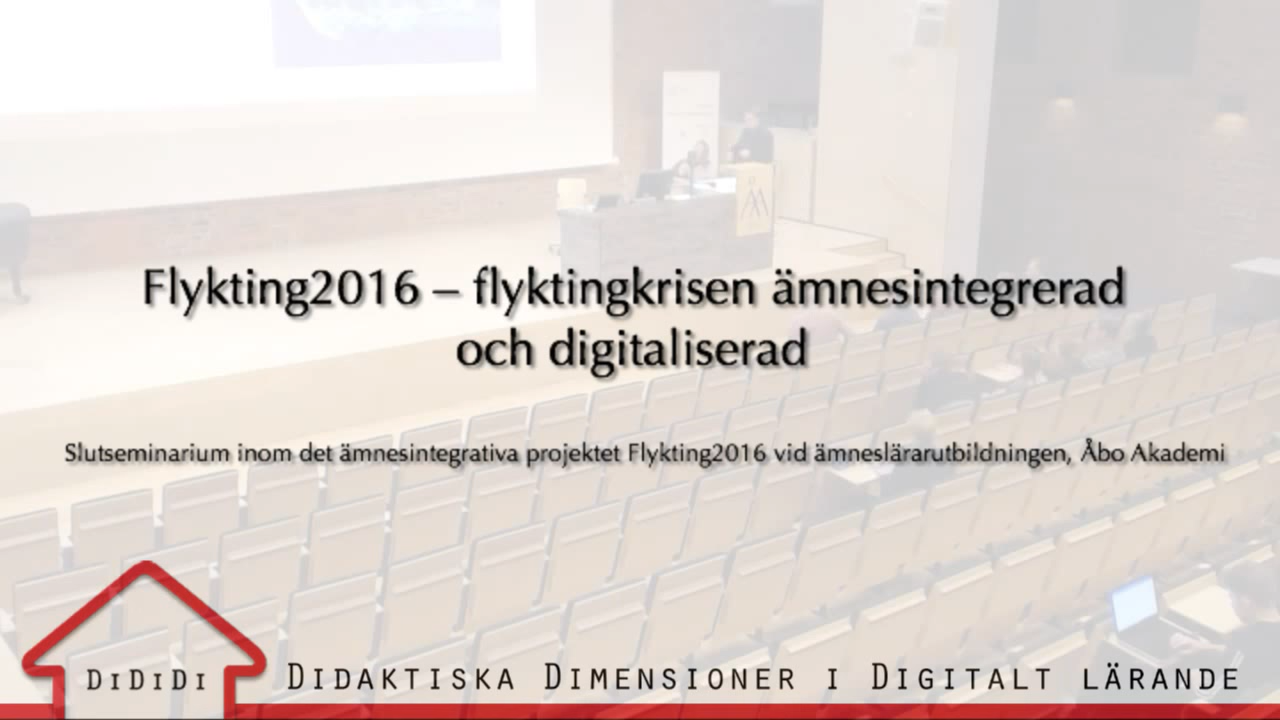 Flykting2016 – flyktingkrisen ämnesintegrerad
och digitaliserad
Slutseminarium inom det ämnesintegrativa projektet Flykting2016 vid ämneslärarutbildningen, Åbo Akademi
DiDiDi
Didaktiska Dimensioner i Digitalt lärande